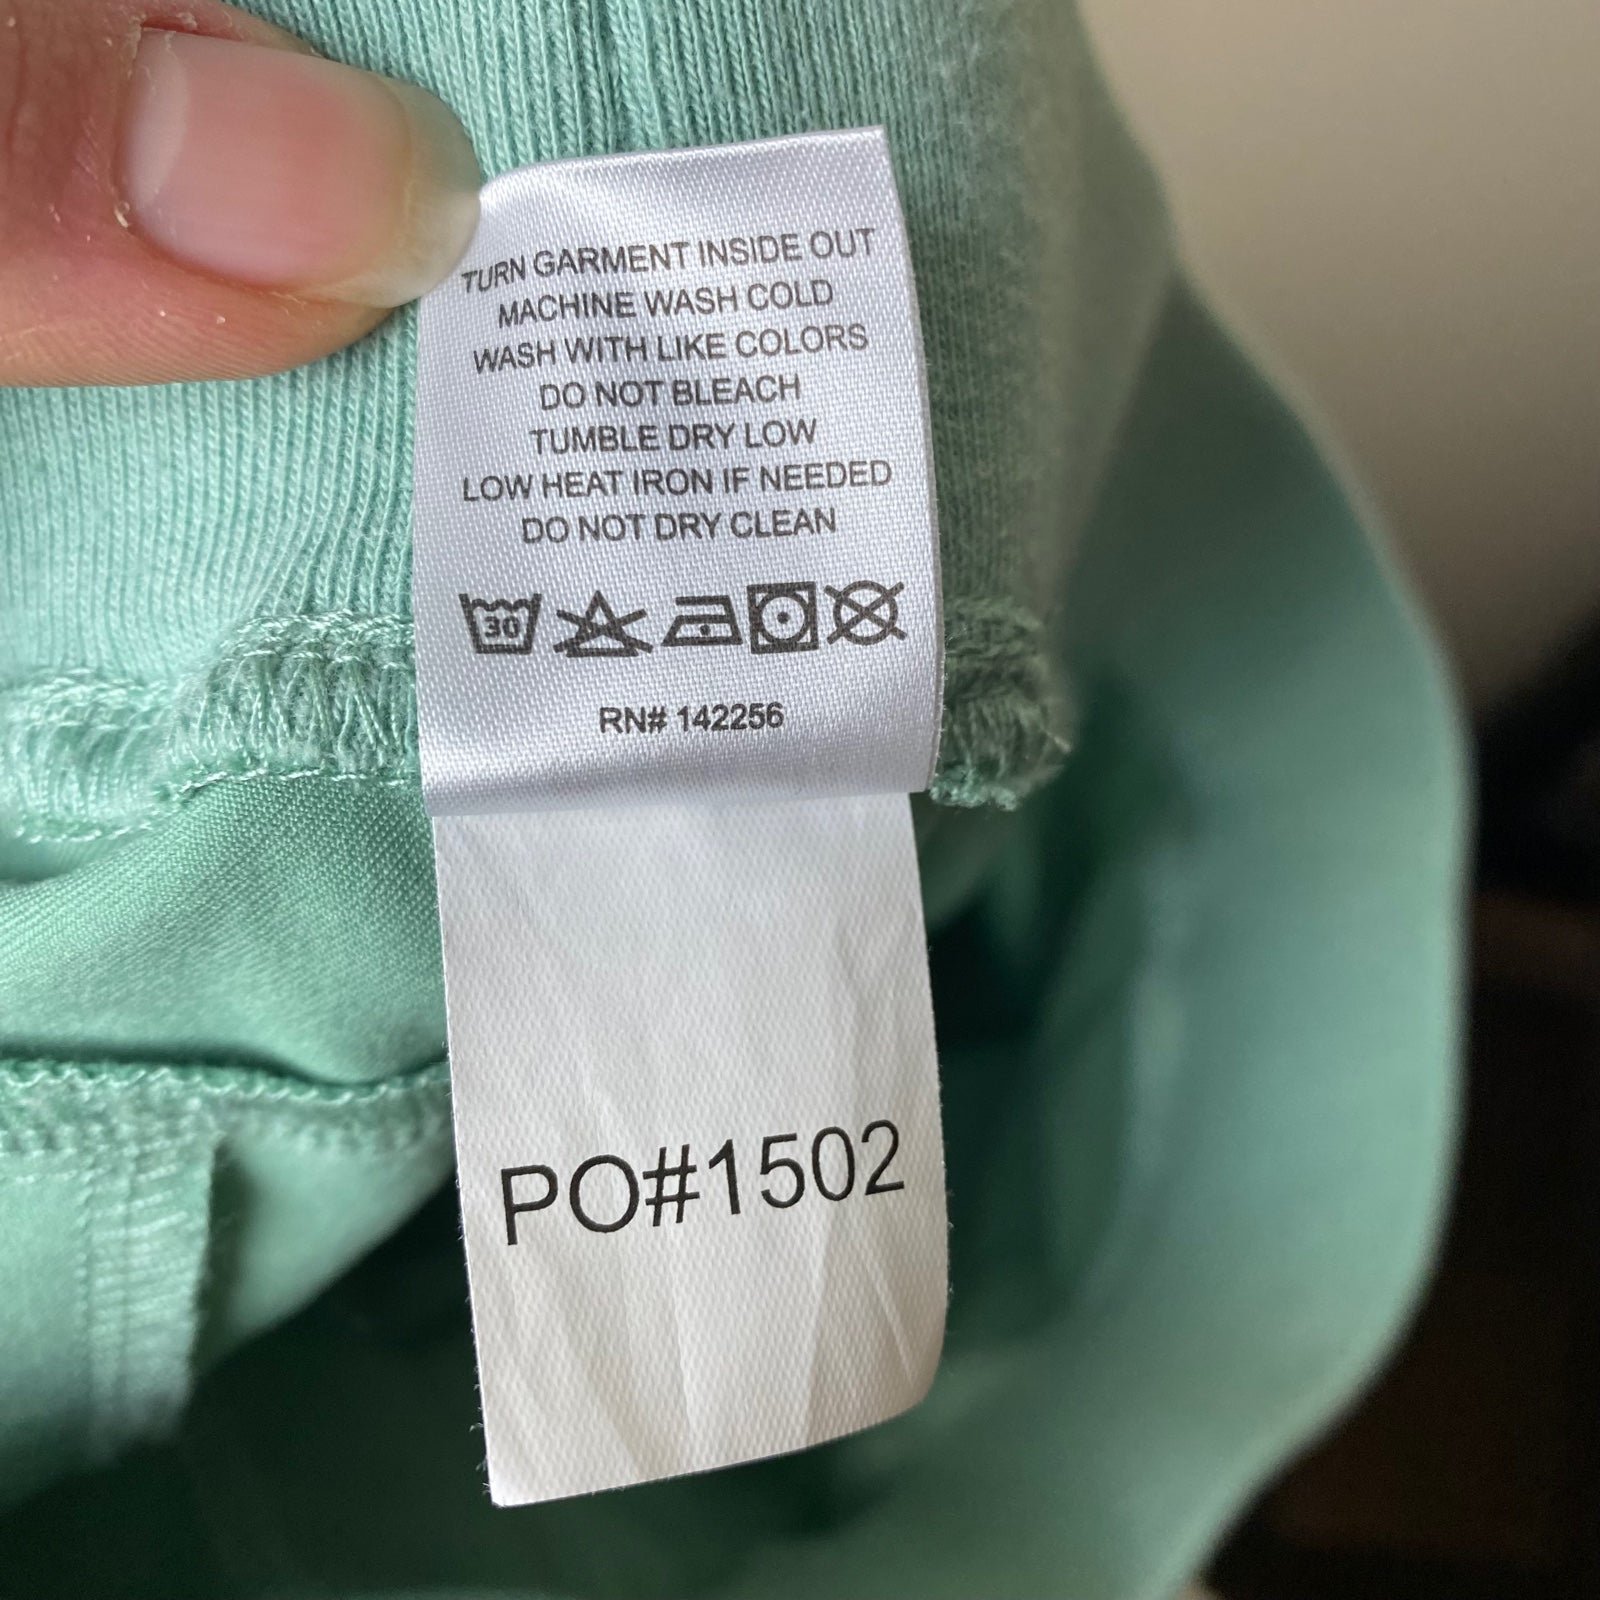 TURN GARMENT INSIDE OUT
MACHINE WASH COLD
WASH WITH LIKE COLORS
DO NOT BLEACH
TUMBLE DRY LOW
LOW HEAT IRON IF NEEDED
DO NOT DRY CLEAN
30
RN# 142256
PO#1502